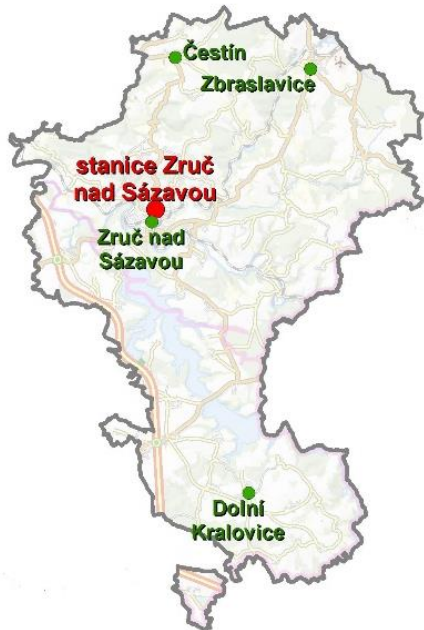 Čestín
Zbraslavice
stanice Zruč
nad Sázavou
Zruč nad
Sázavou
Dolní
Kralovice